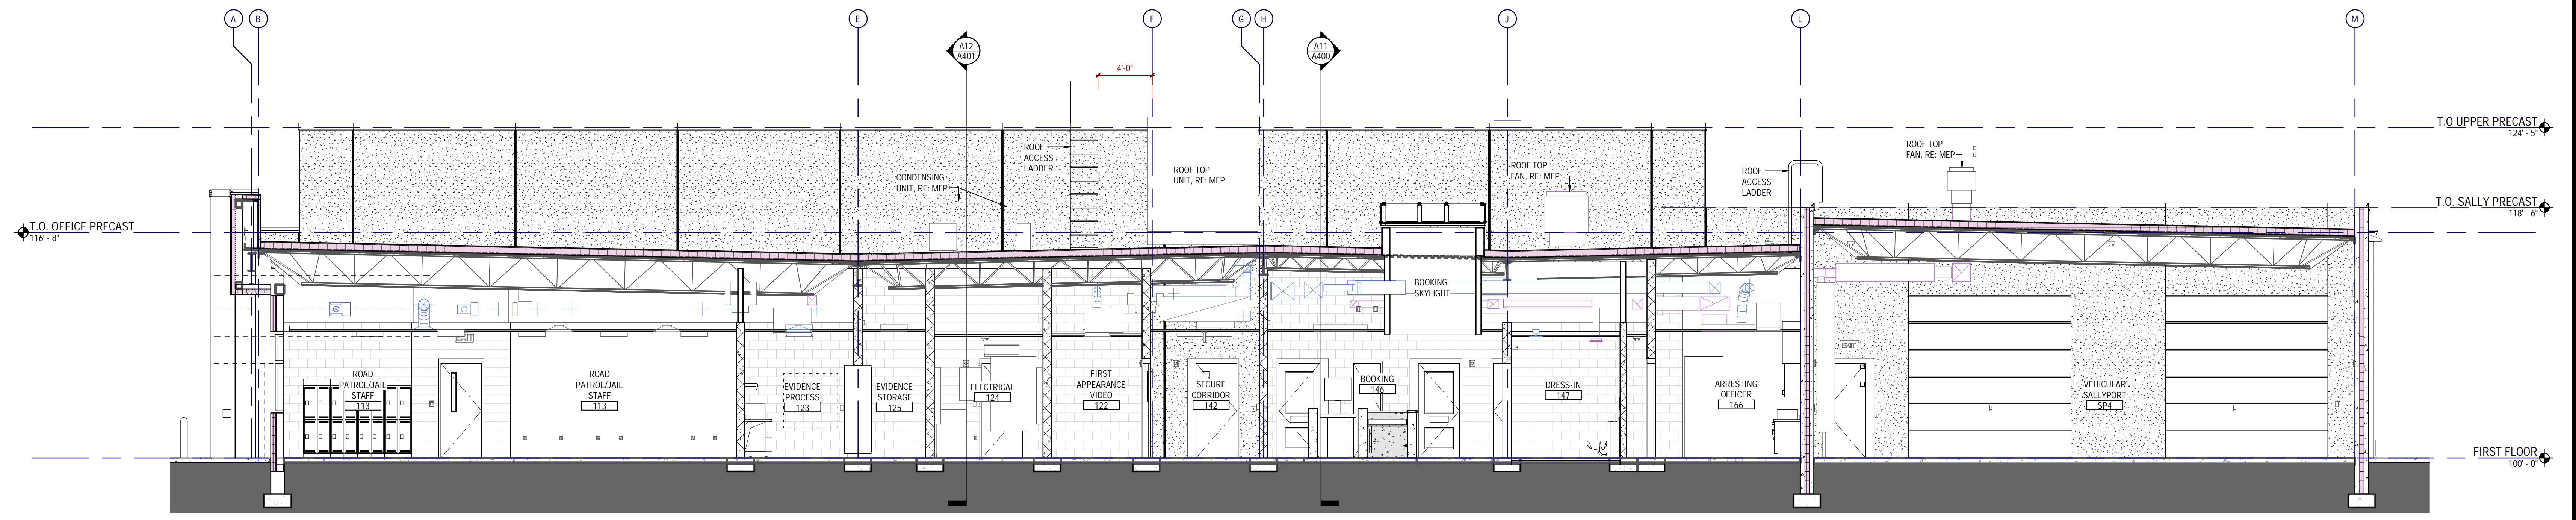 A
B
E
F
G
H
J
L
M
A12
A401
A11
A400
4'-0"
T.O UPPER PRECAST
124' - 5"
ROOF
ACCESS
LADDER
ROOF TOP
UNIT, RE: MEP
CONDENSING
UNIT, RE: MEP
ROOF TOP
FAN, RE: MEP
ROOF
ACCESS
LADDER
ROOF TOP
FAN, RE: MEP
T.O. SALLY PRECAST
118' - 6"
T.O. OFFICE PRECAST
116' - 8"
BOOKING
SKYLIGHT
EXIT
EXIT
ROAD
PATROL/JAIL
STAFF
113
ROAD
PATROL/JAIL
STAFF
113
EVIDENCE
PROCESS
123
EVIDENCE
STORAGE
125
ELECTRICAL
124
FIRST
APPEARANCE
VIDEO
122
SECURE
CORRIDOR
142
BOOKING
146
DRESS-IN
147
ARRESTING
OFFICER
166
VEHICULAR
SALLYPORT
SP4
FIRST FLOOR
100' - 0"